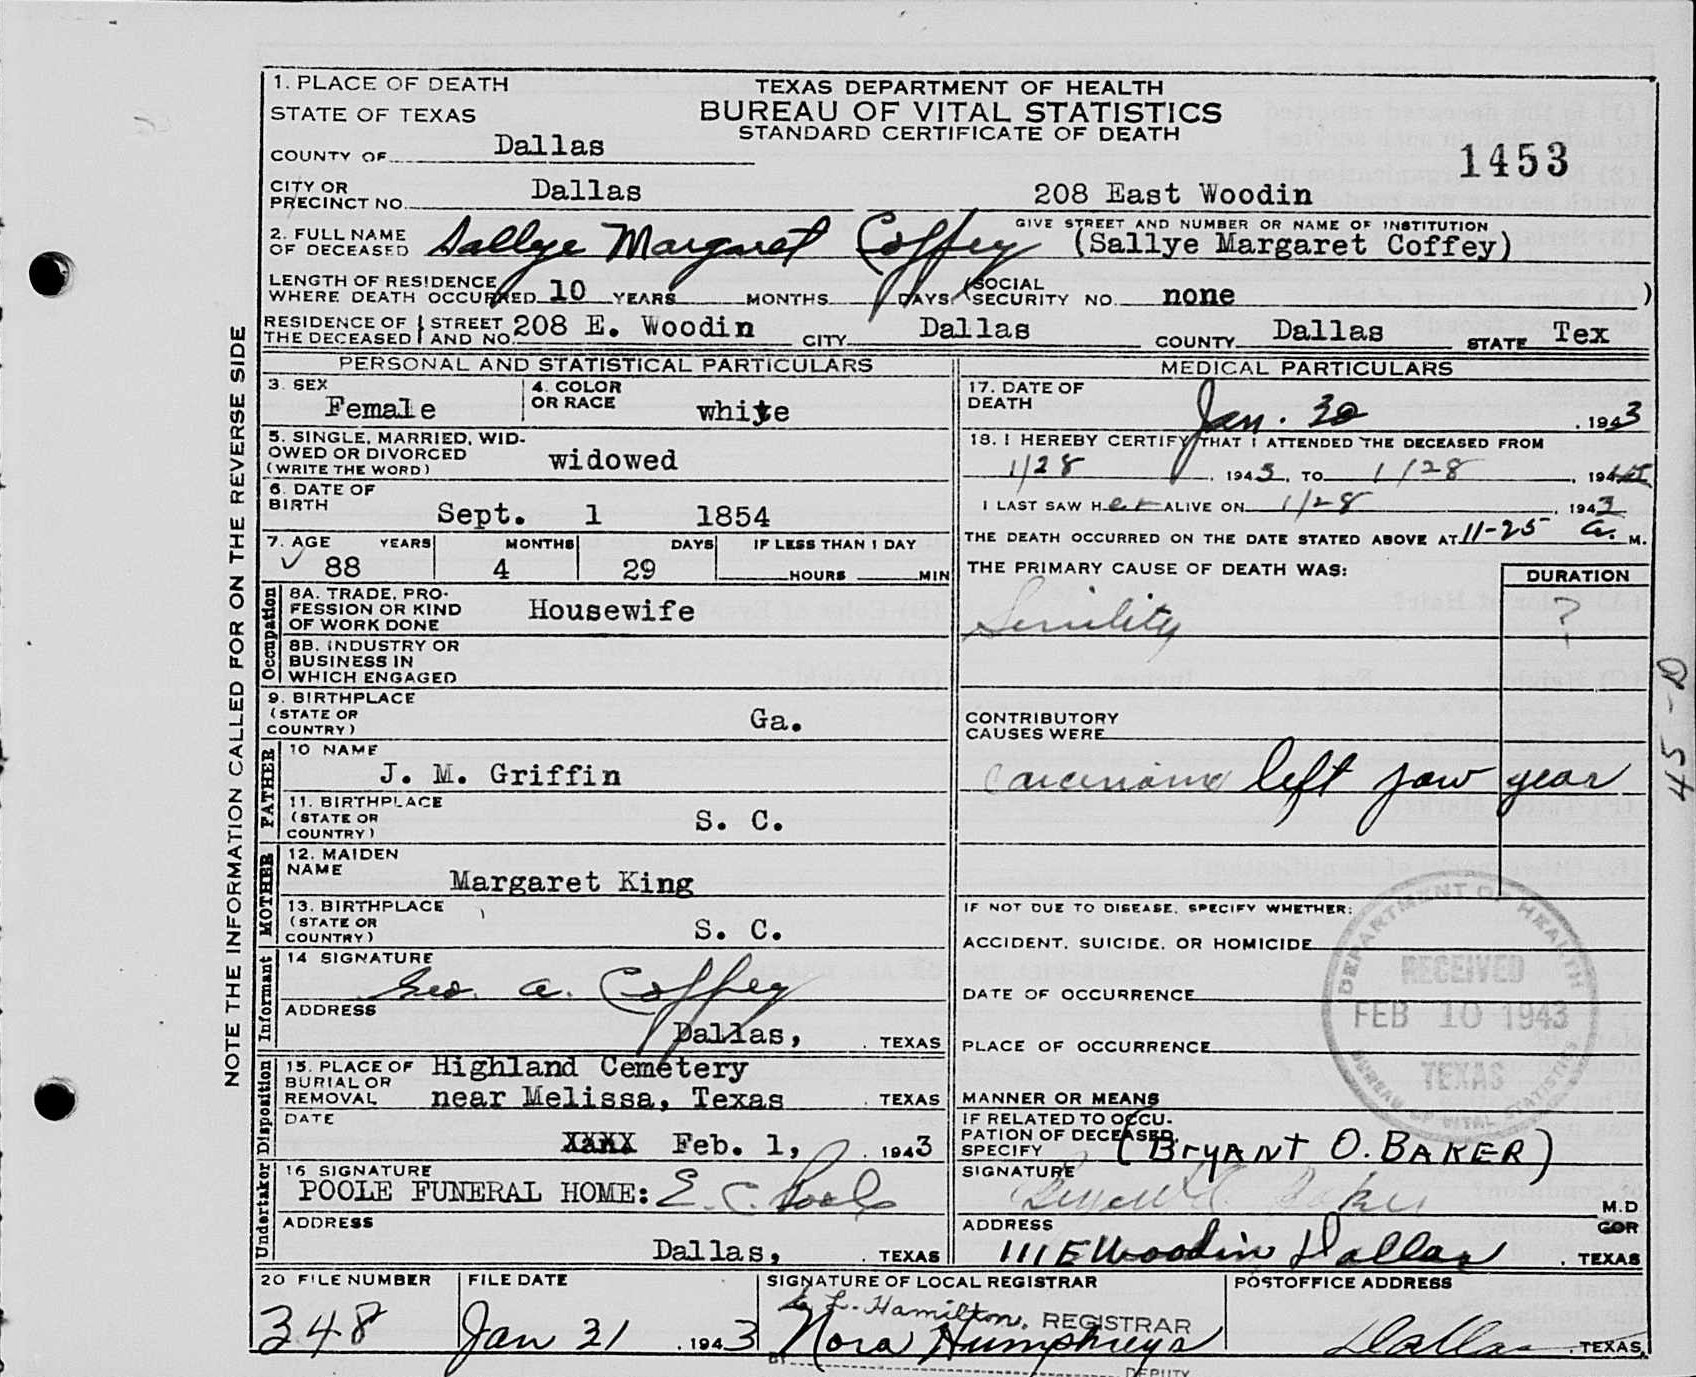 1. PLACE OF DEATH
STATE OF TEXAS
TEXAS DEPARTMENT OF HEALTH
BUREAU OF VITAL STATISTICS
STANDARD CERTIFICATE OF DEATH
1453
COUNTY OF Dallas
CITY OR PRECINCT NO. Dallas 208 East Woodin
GIVE STREET AND NUMBER OR NAME OF INSTITUTION
2. FULL NAME OF DECEASED Sallye Margaret Coffey (Sallye Margaret Coffey)
LENGTH OF RESIDENCE WHERE DEATH OCCURRED 10 YEARS MONTHS DAYS (SOCIAL SECURITY NO. none )
RESIDENCE OF THE DECEASED STREET AND NO. 208 E. Woodin CITY Dallas COUNTY Dallas STATE Tex
NOTE THE INFORMATION CALLED FOR ON THE REVERSE SIDE
PERSONAL AND STATISTICAL PARTICULARS
3. SEX Female
4. COLOR OR RACE white
5. SINGLE, MARRIED, WIDOWED OR DIVORCED (WRITE THE WORD) widowed
6. DATE OF BIRTH Sept. 1 1854
7. AGE YEARS MONTHS DAYS IF LESS THAN 1 DAY
88 4 29 HOURS MIN
Occupation
8A. TRADE, PROFESSION OR KIND OF WORK DONE Housewife
8B. INDUSTRY OR BUSINESS IN WHICH ENGAGED
9. BIRTHPLACE (STATE OR COUNTRY) Ga.
FATHER
10 NAME J. M. Griffin
11. BIRTHPLACE (STATE OR COUNTRY) S. C.
MOTHER
12. MAIDEN NAME Margaret King
13. BIRTHPLACE (STATE OR COUNTRY) S. C.
Informant
14 SIGNATURE Geo. A. Coffey
ADDRESS Dallas, TEXAS
Undertaker Disposition
15. PLACE OF BURIAL OR REMOVAL Highland Cemetery
near Melissa, Texas TEXAS
DATE XXXX Feb. 1, 1943
16 SIGNATURE POOLE FUNERAL HOME: E. C. Poole
ADDRESS Dallas, TEXAS
MEDICAL PARTICULARS
17. DATE OF DEATH Jan. 30 1943
18. I HEREBY CERTIFY THAT I ATTENDED THE DECEASED FROM
1/28 1943, TO 1/28 194
I LAST SAW HER ALIVE ON 1/28 1943
THE DEATH OCCURRED ON THE DATE STATED ABOVE AT 11-25 a. M.
THE PRIMARY CAUSE OF DEATH WAS: DURATION
Senility ?
CONTRIBUTORY CAUSES WERE
Carcinoma left jaw year
45-D
IF NOT DUE TO DISEASE, SPECIFY WHETHER:
ACCIDENT, SUICIDE, OR HOMICIDE
DATE OF OCCURRENCE
PLACE OF OCCURRENCE
MANNER OR MEANS
DEPARTMENT OF HEALTH
RECEIVED
FEB 10 1943
TEXAS
BUREAU OF VITAL STATISTICS
IF RELATED TO OCCUPATION OF DECEASED, SPECIFY (BRYANT O. BAKER)
SIGNATURE M.D
COR
ADDRESS 111 E Woodin Dallas TEXAS
20 FILE NUMBER FILE DATE SIGNATURE OF LOCAL REGISTRAR POSTOFFICE ADDRESS
348 Jan 31 1943 L. Hamilton, REGISTRAR
Nora Humphreys Dallas TEXAS
BY DEPUTY